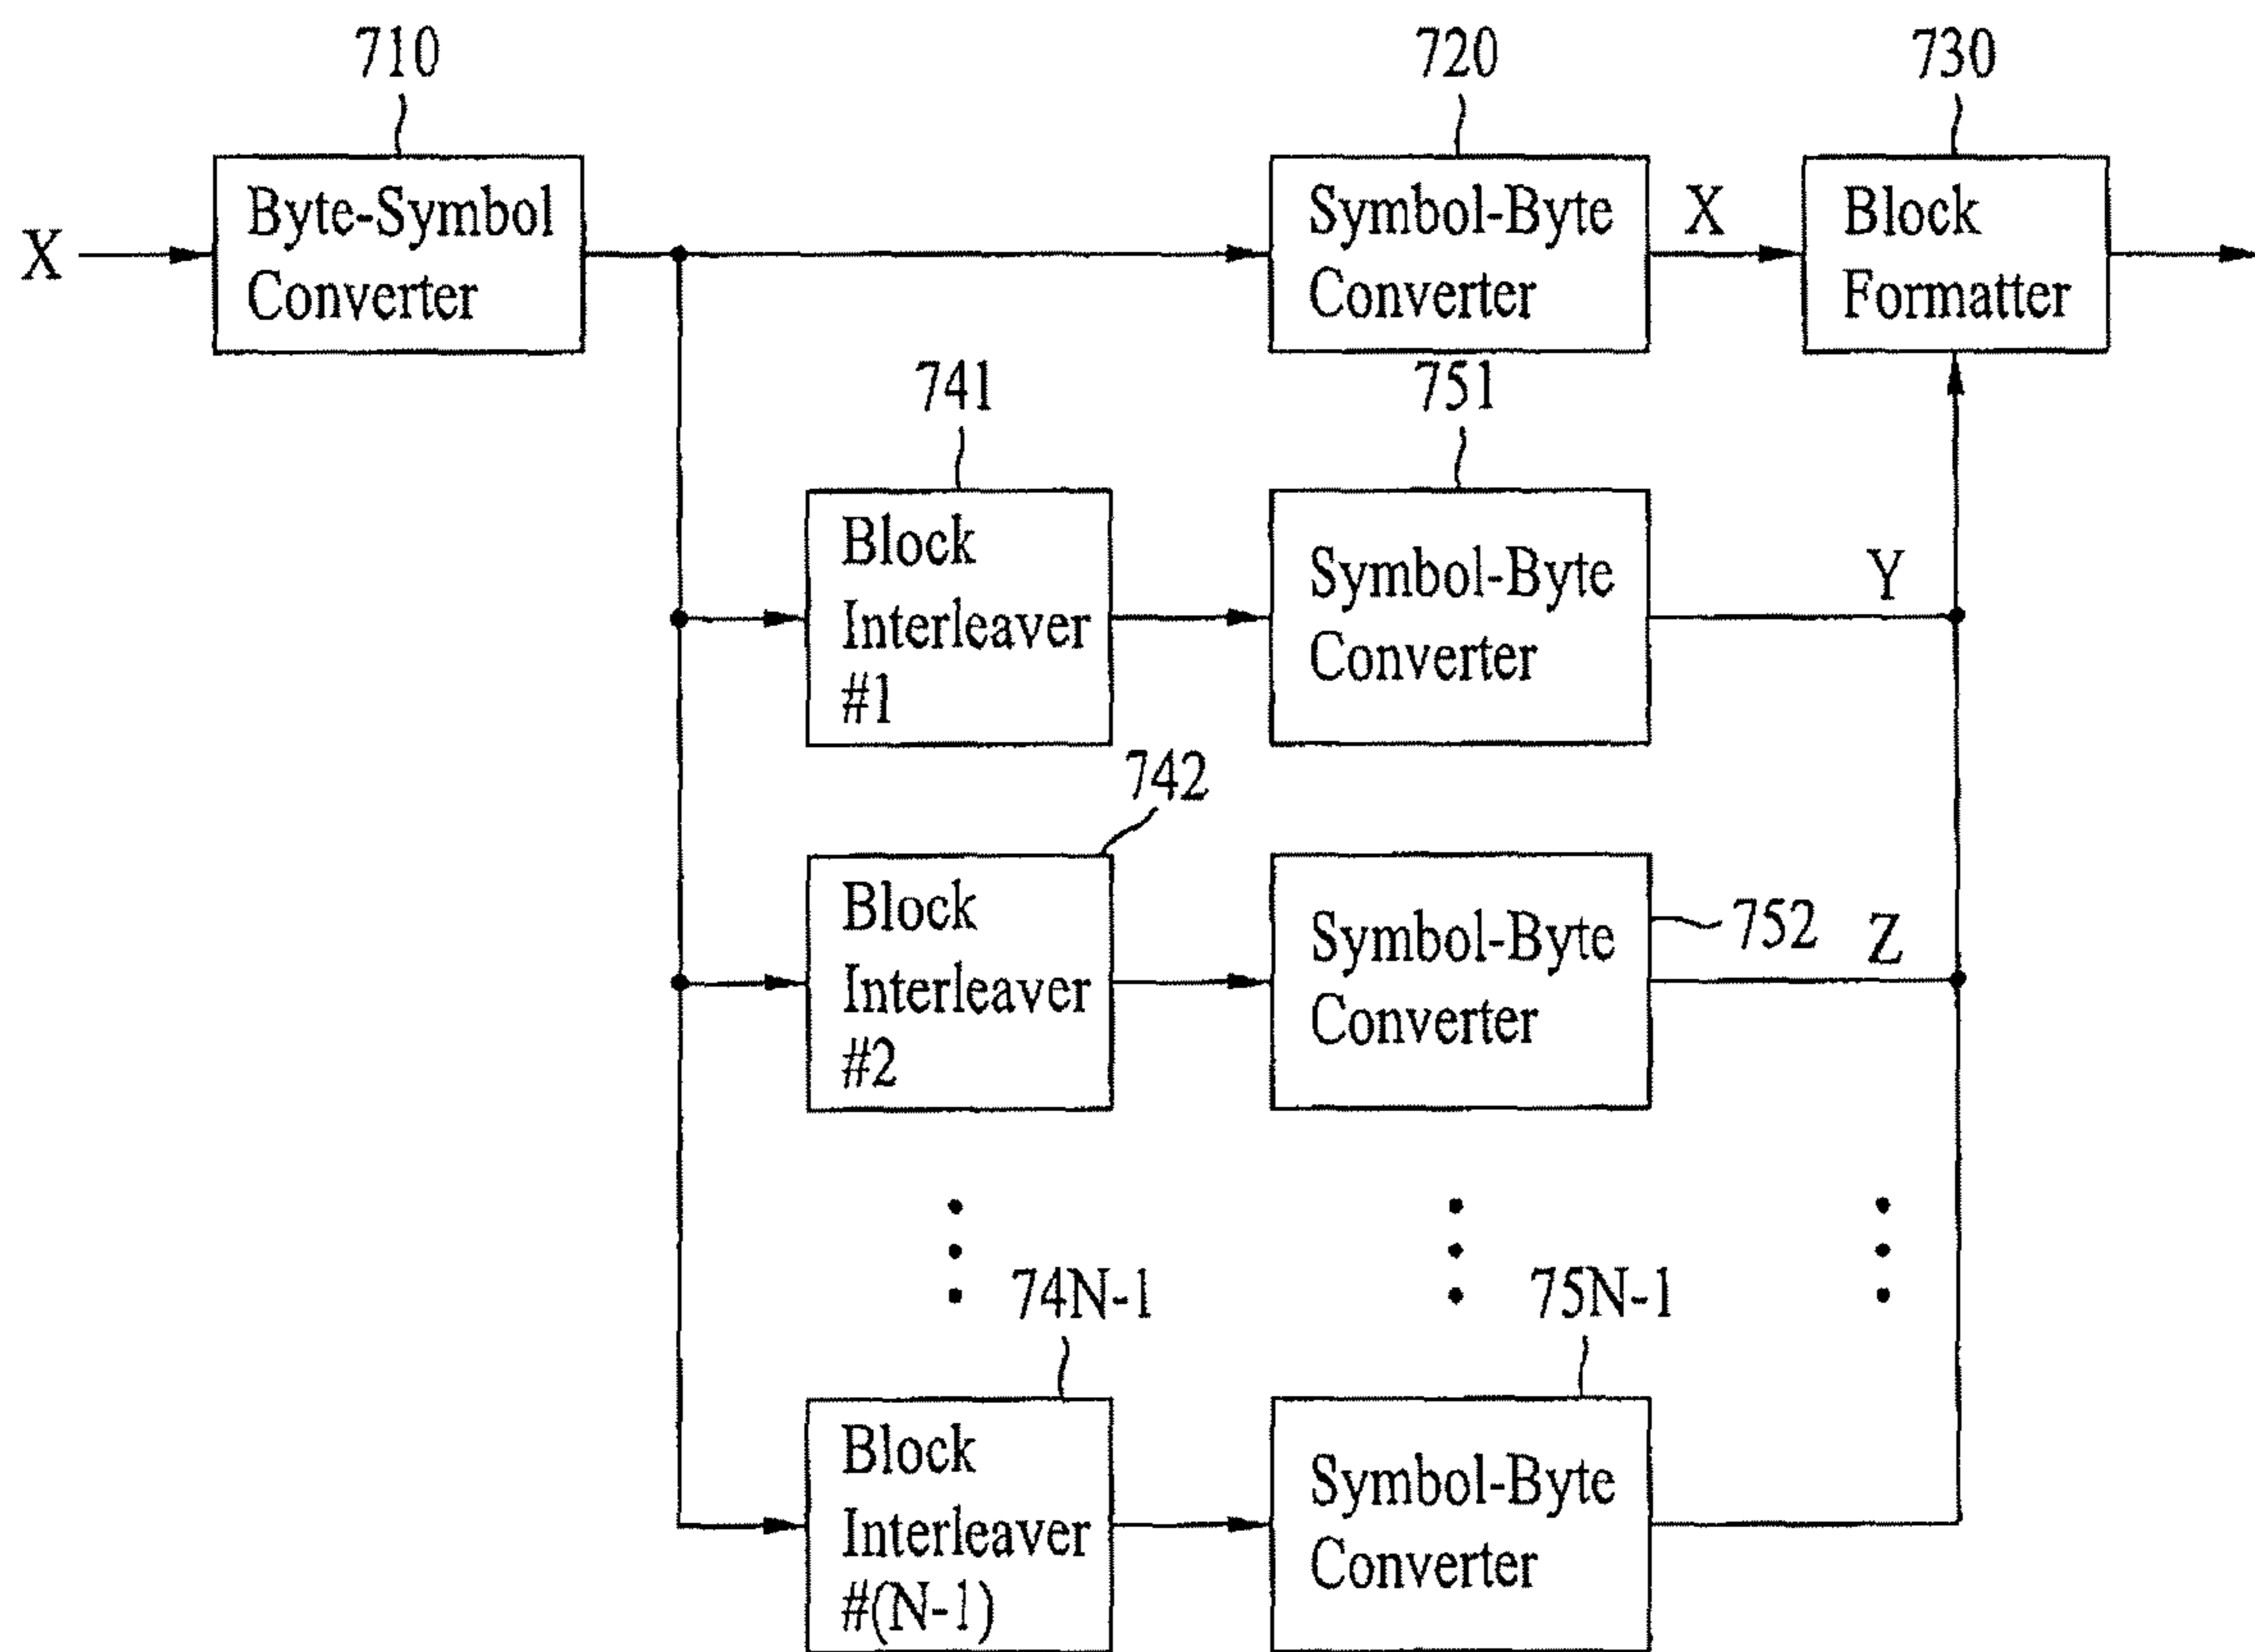 710
720
730
X
Byte-Symbol
Converter
Symbol-Byte
Converter
X
Block
Formatter
741
751
Block
Interleaver
#1
Symbol-Byte
Converter
Y
742
Block
Interleaver
#2
Symbol-Byte
Converter
752
Z
74N-1
75N-1
Block
Interleaver
#(N-1)
Symbol-Byte
Converter